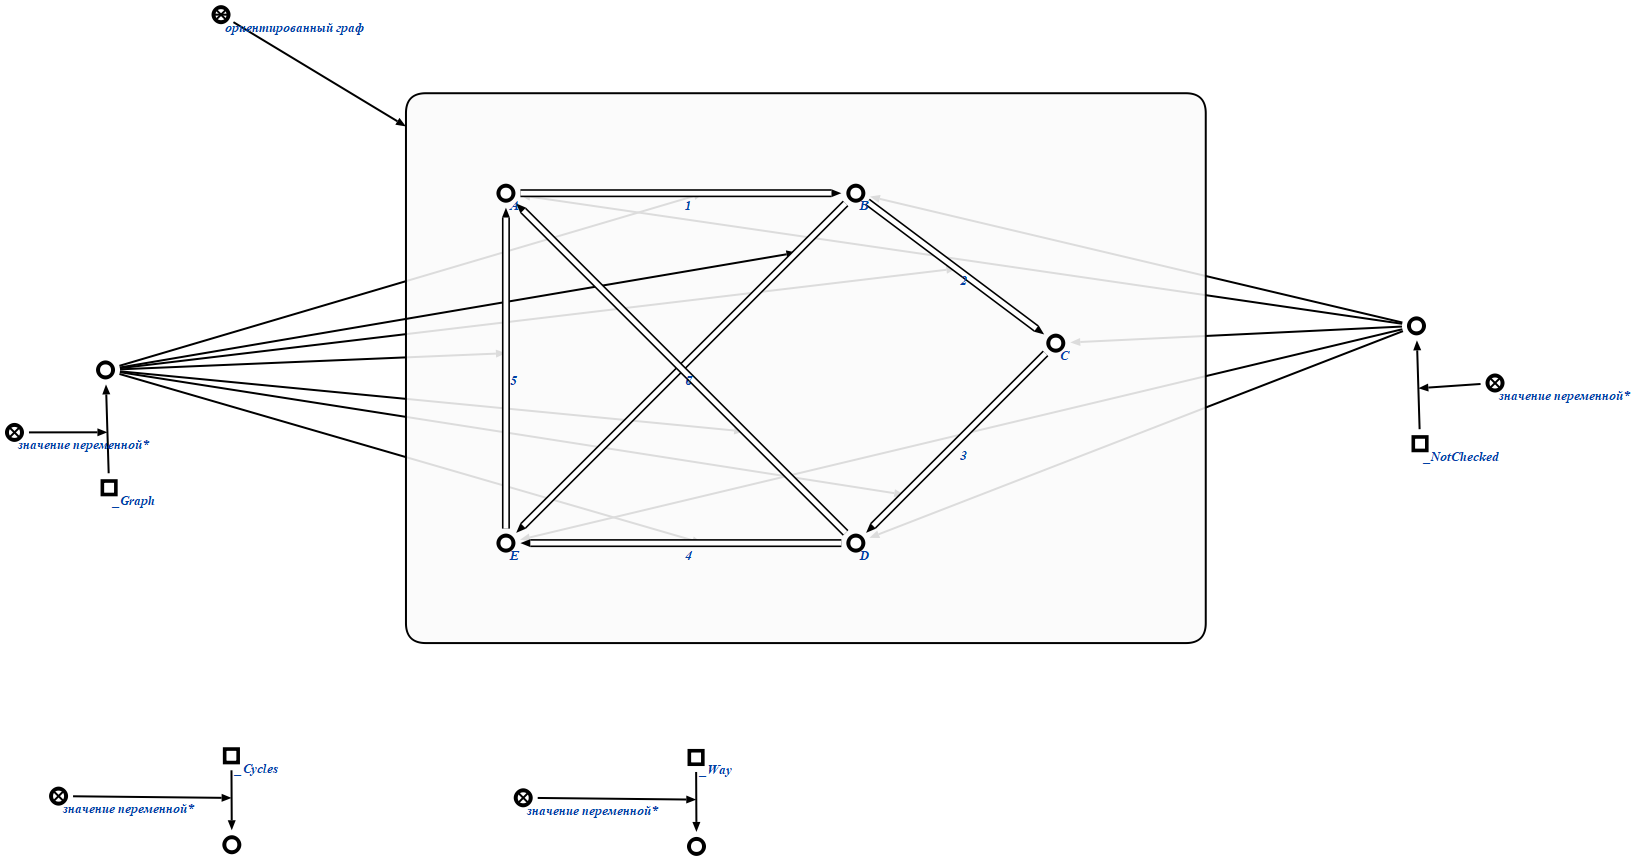 ориентированный граф
A
1
B
2
C
5
6
значение переменной*
значение переменной*
_Graph
3
_NotChecked
E
4
D
_Cycles
_Way
значение переменной*
значение переменной*